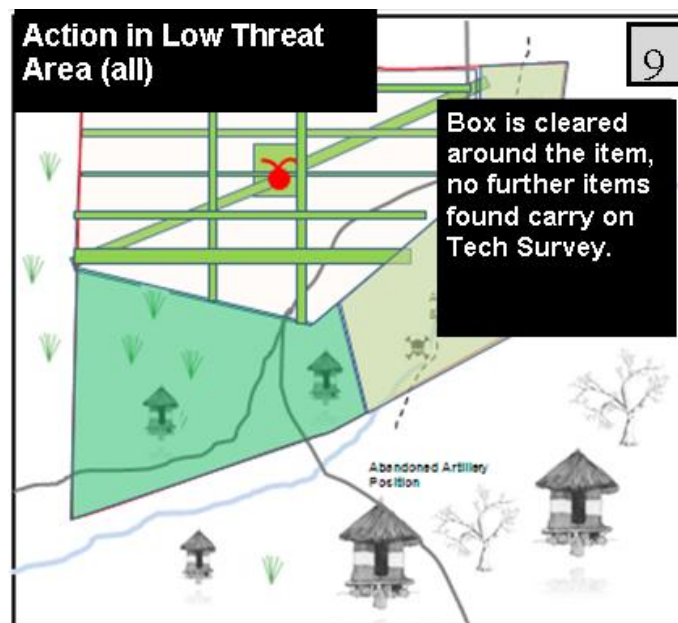 Action in Low Threat
Area (all)
9
Box is cleared
around the item,
no further items
found carry on
Tech Survey.
Abandoned Artillery
Position